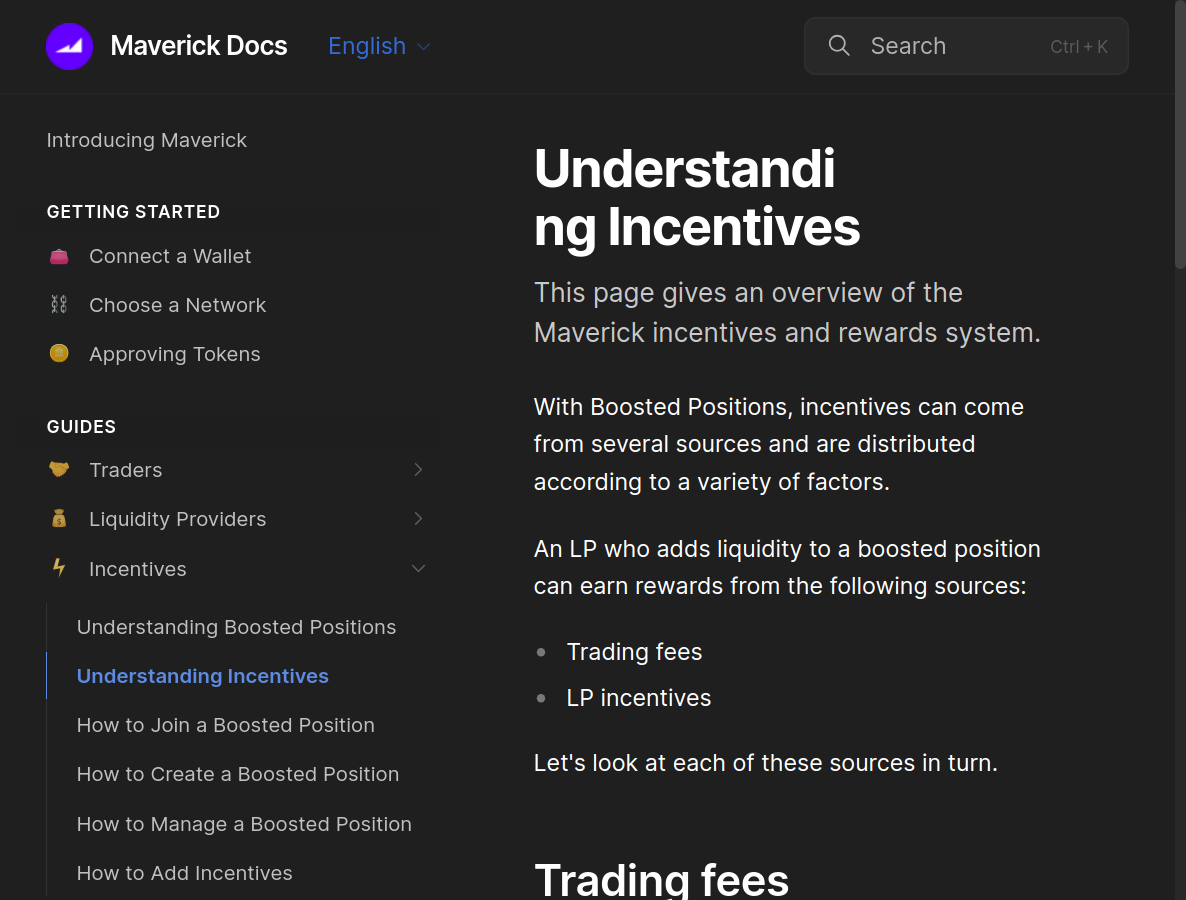 Maverick Docs
English
Search
Ctrl + K
Introducing Maverick
GETTING STARTED
Connect a Wallet
Choose a Network
Approving Tokens
GUIDES
Traders
Liquidity Providers
Incentives
Understanding Boosted Positions
Understanding Incentives
How to Join a Boosted Position
How to Create a Boosted Position
How to Manage a Boosted Position
How to Add Incentives
Understandi
ng Incentives
This page gives an overview of the
Maverick incentives and rewards system.
With Boosted Positions, incentives can come
from several sources and are distributed
according to a variety of factors.
An LP who adds liquidity to a boosted position
can earn rewards from the following sources:
Trading fees
LP incentives
Let's look at each of these sources in turn.
Trading fees